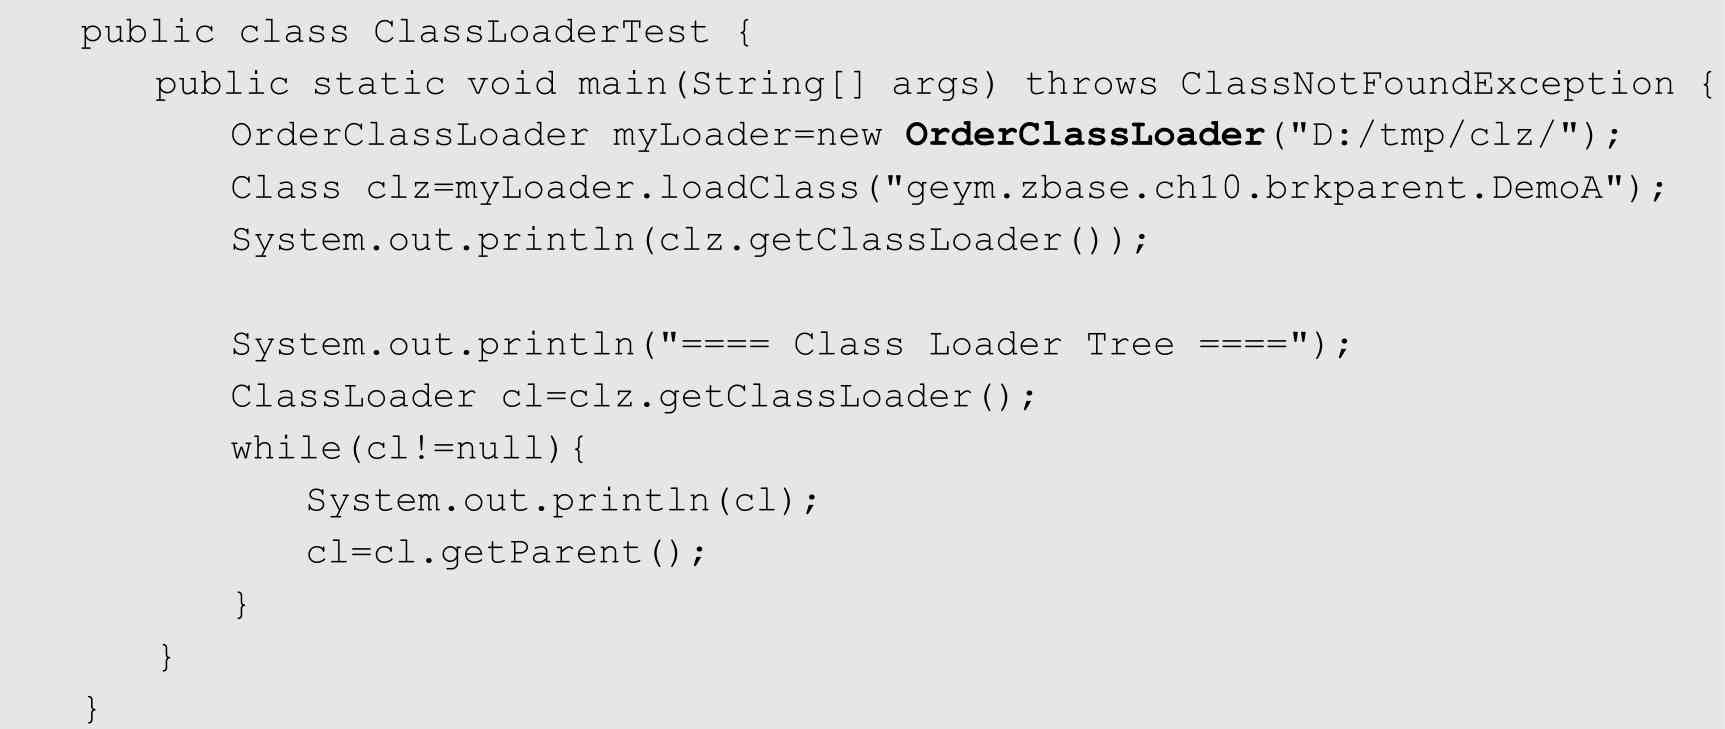 public class ClassLoaderTest {
    public static void main(String[] args) throws ClassNotFoundException {
        OrderClassLoader myLoader=new OrderClassLoader("D:/tmp/clz/");
        Class clz=myLoader.loadClass("geym.zbase.ch10.brkparent.DemoA");
        System.out.println(clz.getClassLoader());

        System.out.println("==== Class Loader Tree ====");
        ClassLoader cl=clz.getClassLoader();
        while(cl!=null){
            System.out.println(cl);
            cl=cl.getParent();
        }
    }
}